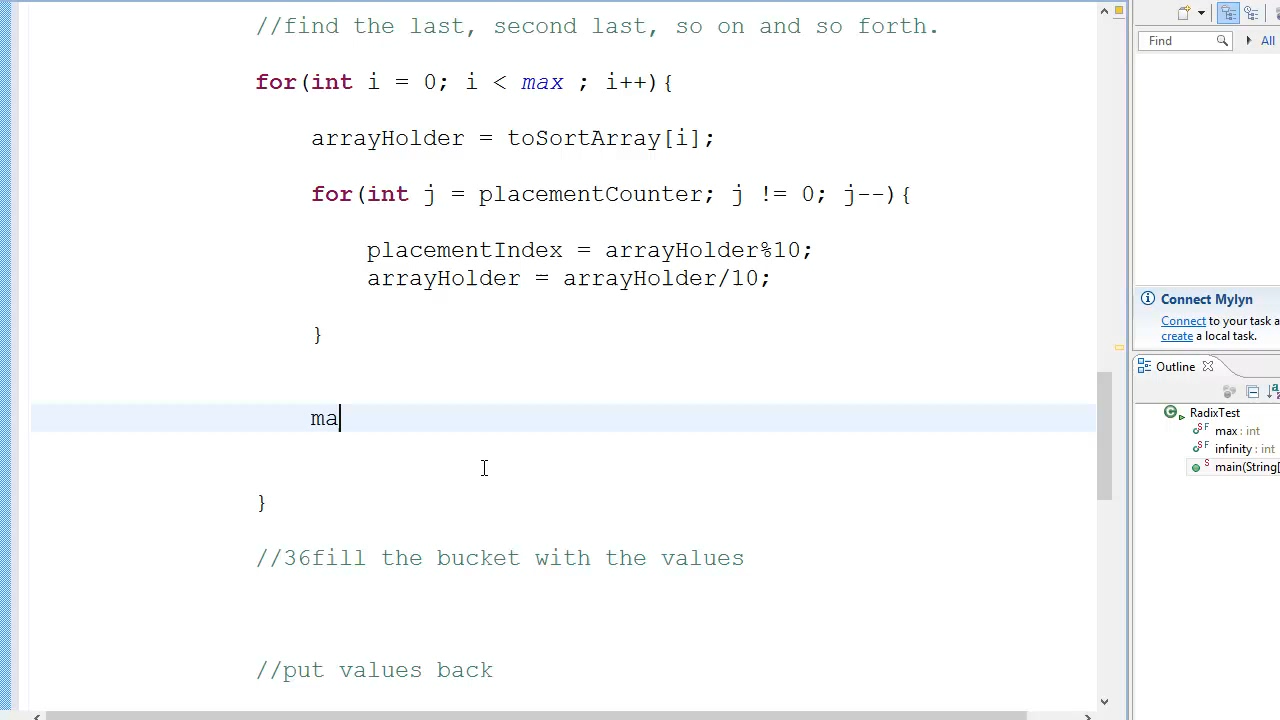 //find the last, second last, so on and so forth.
for(int i = 0; i < max ; i++){
arrayHolder = toSortArray[i];
for(int j = placementCounter; j != 0; j--){
placementIndex = arrayHolder%10;
arrayHolder = arrayHolder/10;
}
ma
}
//36fill the bucket with the values
//put values back
Find
All
Connect Mylyn
Connect to your task a
create a local task.
Outline
RadixTest
max : int
infinity : int
main(String[